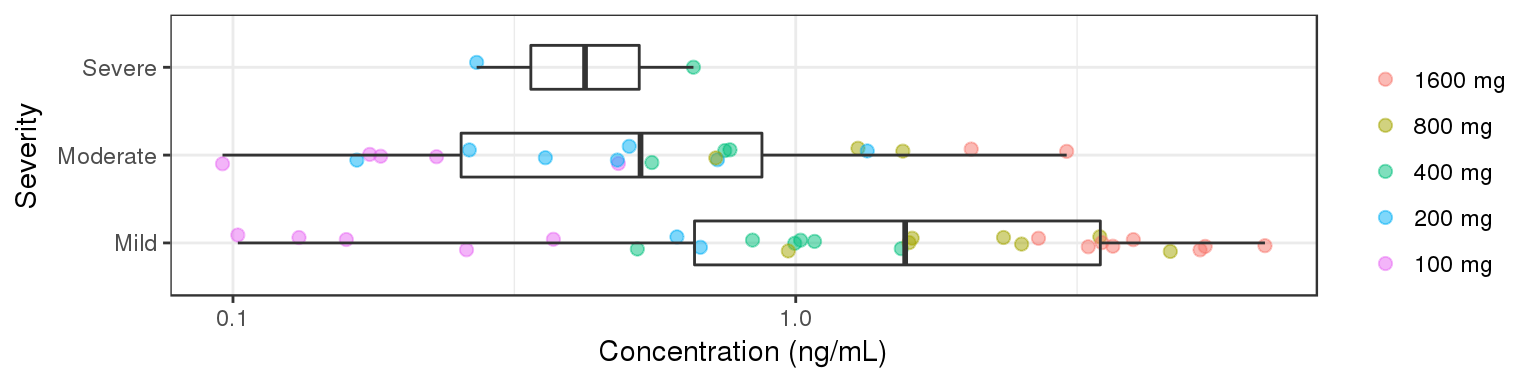 Severity
Severe
Moderate
Mild
0.1
1.0
Concentration (ng/mL)
1600 mg
800 mg
400 mg
200 mg
100 mg